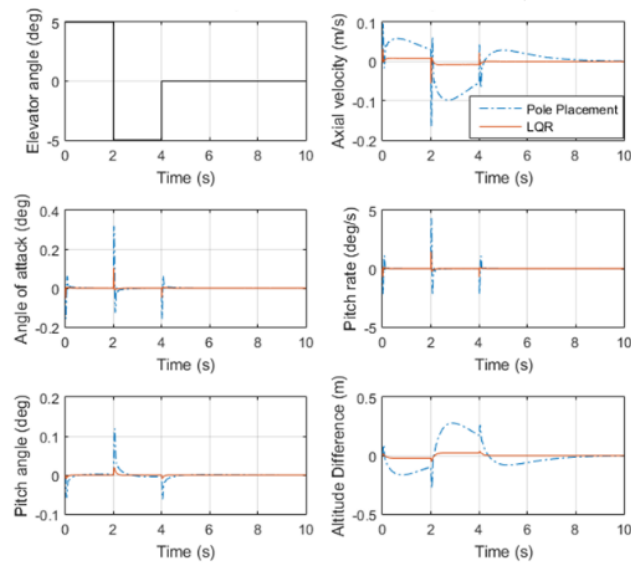 Elevator angle (deg)
5
0
-5
0 2 4 6 8 10
Time (s)
Axial velocity (m/s)
0.1
0
-0.1
-0.2
Pole Placement
LQR
0 2 4 6 8 10
Time (s)
Angle of attack (deg)
0.4
0.2
0
-0.2
0 2 4 6 8 10
Time (s)
Pitch rate (deg/s)
5
0
-5
0 2 4 6 8 10
Time (s)
Pitch angle (deg)
0.2
0.1
0
-0.1
0 2 4 6 8 10
Time (s)
Altitude Difference (m)
0.5
0
-0.5
0 2 4 6 8 10
Time (s)